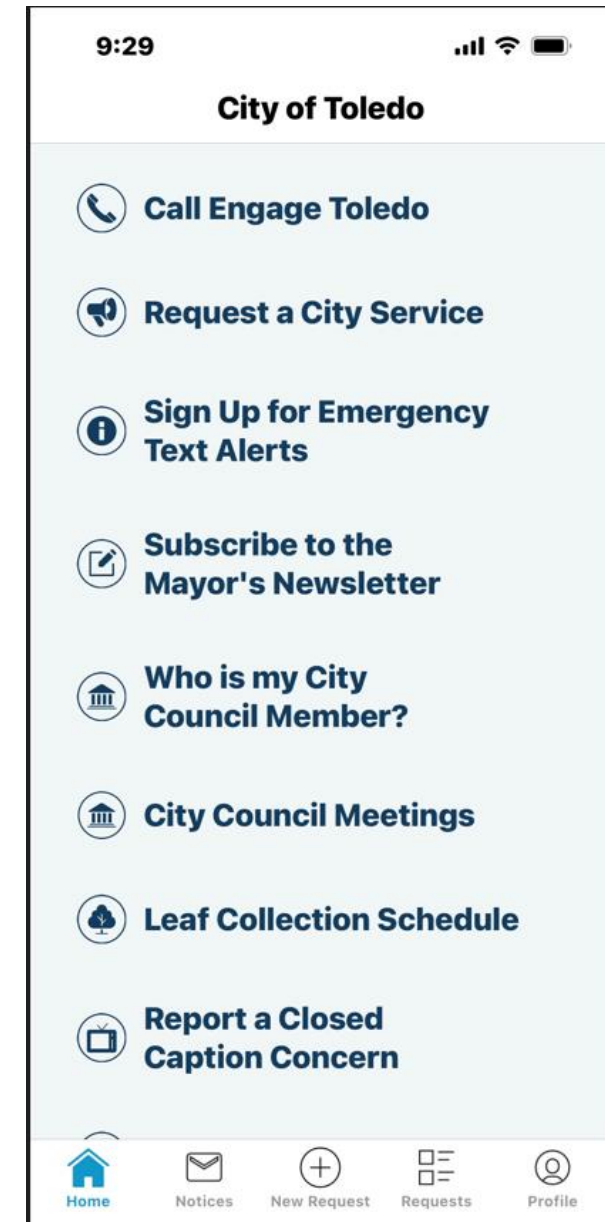 9:29
City of Toledo
Call Engage Toledo
Request a City Service
Sign Up for Emergency
Text Alerts
Subscribe to the
Mayor's Newsletter
Who is my City
Council Member?
City Council Meetings
Leaf Collection Schedule
Report a Closed
Caption Concern
Home
Notices
New Request
Requests
Profile